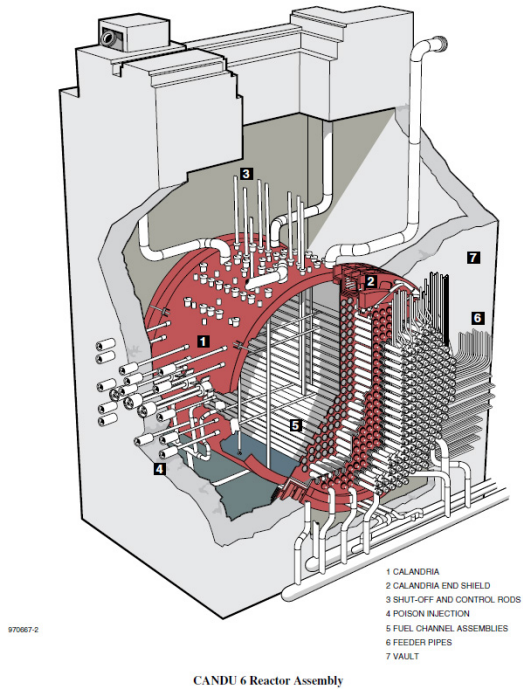 3
2
7
1
6
5
4
1 CALANDRIA
2 CALANDRIA END SHIELD
3 SHUT-OFF AND CONTROL RODS
4 POISON INJECTION
5 FUEL CHANNEL ASSEMBLIES
6 FEEDER PIPES
7 VAULT
970667-2
CANDU 6 Reactor Assembly